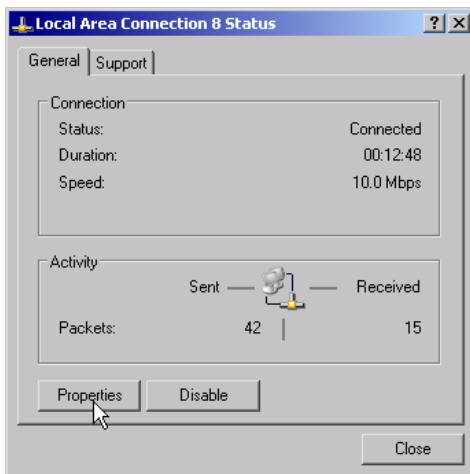 Local Area Connection 8 Status
General Support
Connection
Status: Connected
Duration: 00:12:48
Speed: 10.0 Mbps
Activity
Sent Received
Packets: 42 15
Properties Disable
Close